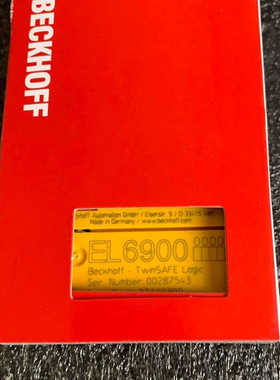 BECKHOFF
Beckhoff Automation GmbH / Eiserstr. 5 / D-33415 Verl
Made in Germany / www.beckhoff.com
EL6900
Beckhoff - TwinSAFE Logic
Ser. Number: 00287543